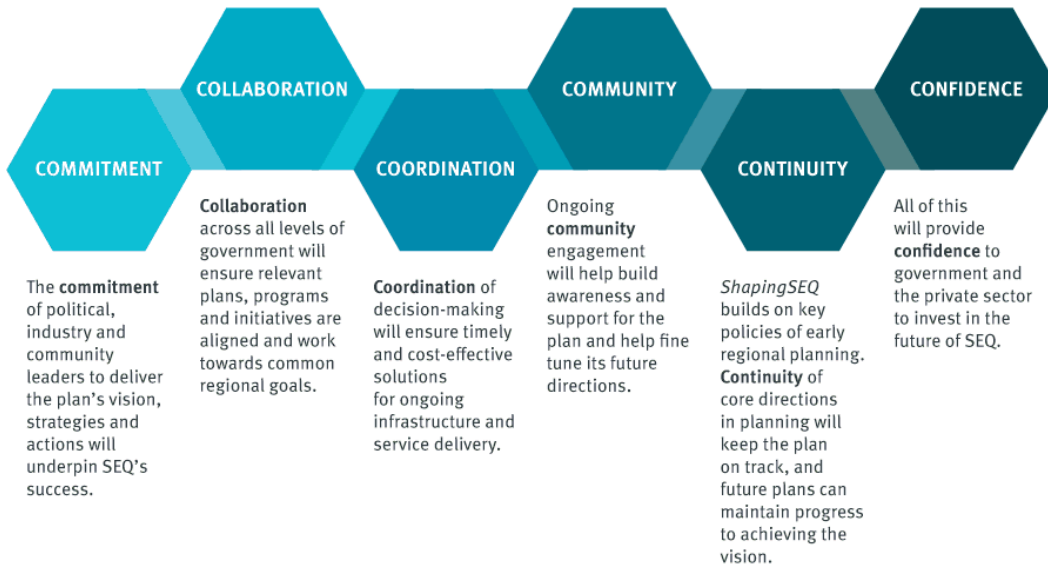 COMMITMENT
The commitment
of political,
industry and
community
leaders to deliver
the plan’s vision,
strategies and
actions will
underpin SEQ’s
success.
COLLABORATION
Collaboration
across all levels of
government will
ensure relevant
plans, programs
and initiatives are
aligned and work
towards common
regional goals.
COORDINATION
Coordination of
decision-making
will ensure timely
and cost-effective
solutions
for ongoing
infrastructure and
service delivery.
COMMUNITY
Ongoing
community
engagement
will help build
awareness and
support for the
plan and help fine
tune its future
directions.
CONTINUITY
ShapingSEQ
builds on key
policies of early
regional planning.
Continuity of
core directions
in planning will
keep the plan
on track, and
future plans can
maintain progress
to achieving the
vision.
CONFIDENCE
All of this
will provide
confidence to
government and
the private sector
to invest in the
future of SEQ.